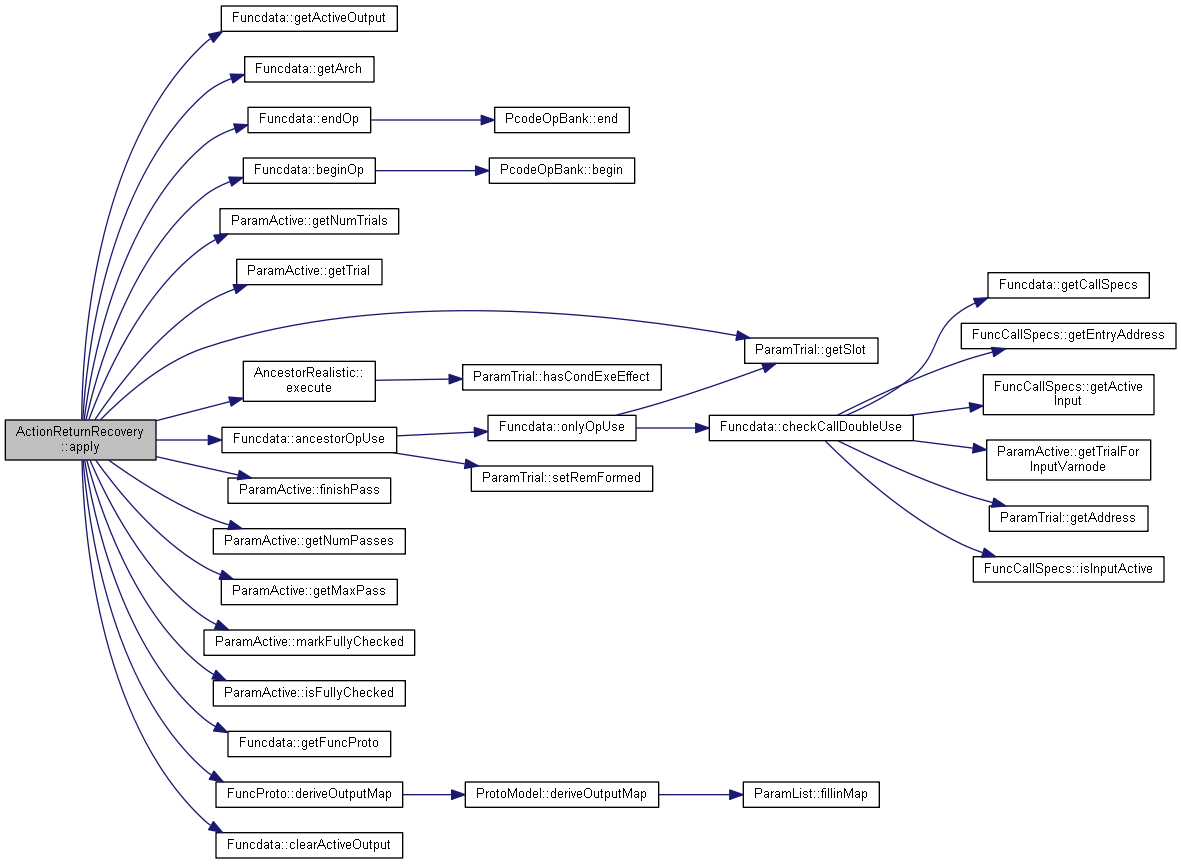 Funcdata::getActiveOutput
Funcdata::getArch
Funcdata::endOp
PcodeOpBank::end
Funcdata::beginOp
PcodeOpBank::begin
ParamActive::getNumTrials
ParamActive::getTrial
Funcdata::getCallSpecs
FuncCallSpecs::getEntryAddress
ParamTrial::getSlot
AncestorRealistic::
execute
ParamTrial::hasCondExeEffect
FuncCallSpecs::getActive
Input
ActionReturnRecovery
::apply
Funcdata::ancestorOpUse
Funcdata::onlyOpUse
Funcdata::checkCallDoubleUse
ParamActive::getTrialFor
InputVarnode
ParamTrial::setRemFormed
ParamActive::finishPass
ParamTrial::getAddress
ParamActive::getNumPasses
FuncCallSpecs::isInputActive
ParamActive::getMaxPass
ParamActive::markFullyChecked
ParamActive::isFullyChecked
Funcdata::getFuncProto
FuncProto::deriveOutputMap
ProtoModel::deriveOutputMap
ParamList::fillinMap
Funcdata::clearActiveOutput